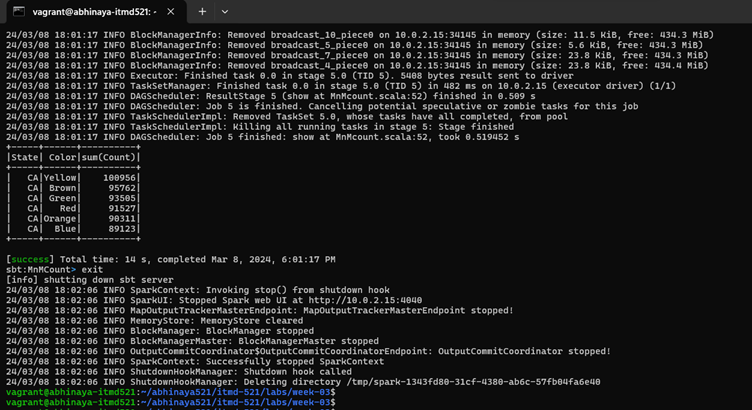 vagrant@abhinaya-itmd521: ~
24/03/08 18:01:17 INFO BlockManagerInfo: Removed broadcast_10_piece0 on 10.0.2.15:34145 in memory (size: 11.5 KiB, free: 434.3 MiB)
24/03/08 18:01:17 INFO BlockManagerInfo: Removed broadcast_5_piece0 on 10.0.2.15:34145 in memory (size: 5.6 KiB, free: 434.3 MiB)
24/03/08 18:01:17 INFO BlockManagerInfo: Removed broadcast_7_piece0 on 10.0.2.15:34145 in memory (size: 23.8 KiB, free: 434.3 MiB)
24/03/08 18:01:17 INFO BlockManagerInfo: Removed broadcast_4_piece0 on 10.0.2.15:34145 in memory (size: 23.8 KiB, free: 434.4 MiB)
24/03/08 18:01:17 INFO Executor: Finished task 0.0 in stage 5.0 (TID 5). 5408 bytes result sent to driver
24/03/08 18:01:17 INFO TaskSetManager: Finished task 0.0 in stage 5.0 (TID 5) in 482 ms on 10.0.2.15 (executor driver) (1/1)
24/03/08 18:01:17 INFO DAGScheduler: ResultStage 5 (show at MnMcount.scala:52) finished in 0.509 s
24/03/08 18:01:17 INFO DAGScheduler: Job 5 is finished. Cancelling potential speculative or zombie tasks for this job
24/03/08 18:01:17 INFO TaskSchedulerImpl: Removed TaskSet 5.0, whose tasks have all completed, from pool
24/03/08 18:01:17 INFO TaskSchedulerImpl: Killing all running tasks in stage 5: Stage finished
24/03/08 18:01:17 INFO DAGScheduler: Job 5 finished: show at MnMcount.scala:52, took 0.519452 s
+-----+------+----------+
|State| Color|sum(Count)|
+-----+------+----------+
|   CA|Yellow|    100956|
|   CA| Brown|     95762|
|   CA| Green|     93505|
|   CA|   Red|     91527|
|   CA|Orange|     90311|
|   CA|  Blue|     89123|
+-----+------+----------+
[success] Total time: 14 s, completed Mar 8, 2024, 6:01:17 PM
sbt:MnMCount> exit
[info] shutting down sbt server
24/03/08 18:02:06 INFO SparkContext: Invoking stop() from shutdown hook
24/03/08 18:02:06 INFO SparkUI: Stopped Spark web UI at http://10.0.2.15:4040
24/03/08 18:02:06 INFO MapOutputTrackerMasterEndpoint: MapOutputTrackerMasterEndpoint stopped!
24/03/08 18:02:06 INFO MemoryStore: MemoryStore cleared
24/03/08 18:02:06 INFO BlockManager: BlockManager stopped
24/03/08 18:02:06 INFO BlockManagerMaster: BlockManagerMaster stopped
24/03/08 18:02:06 INFO OutputCommitCoordinator$OutputCommitCoordinatorEndpoint: OutputCommitCoordinator stopped!
24/03/08 18:02:06 INFO SparkContext: Successfully stopped SparkContext
24/03/08 18:02:06 INFO ShutdownHookManager: Shutdown hook called
24/03/08 18:02:06 INFO ShutdownHookManager: Deleting directory /tmp/spark-1343fd80-31cf-4380-ab6c-57fb04fa6e40
vagrant@abhinaya-itmd521:~/abhinaya521/itmd-521/labs/week-03$
vagrant@abhinaya-itmd521:~/abhinaya521/itmd-521/labs/week-03$